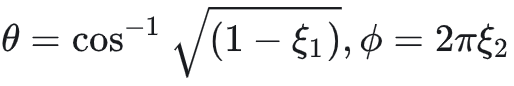 θ = cos⁻¹ √(1 − ξ₁), ϕ = 2πξ₂